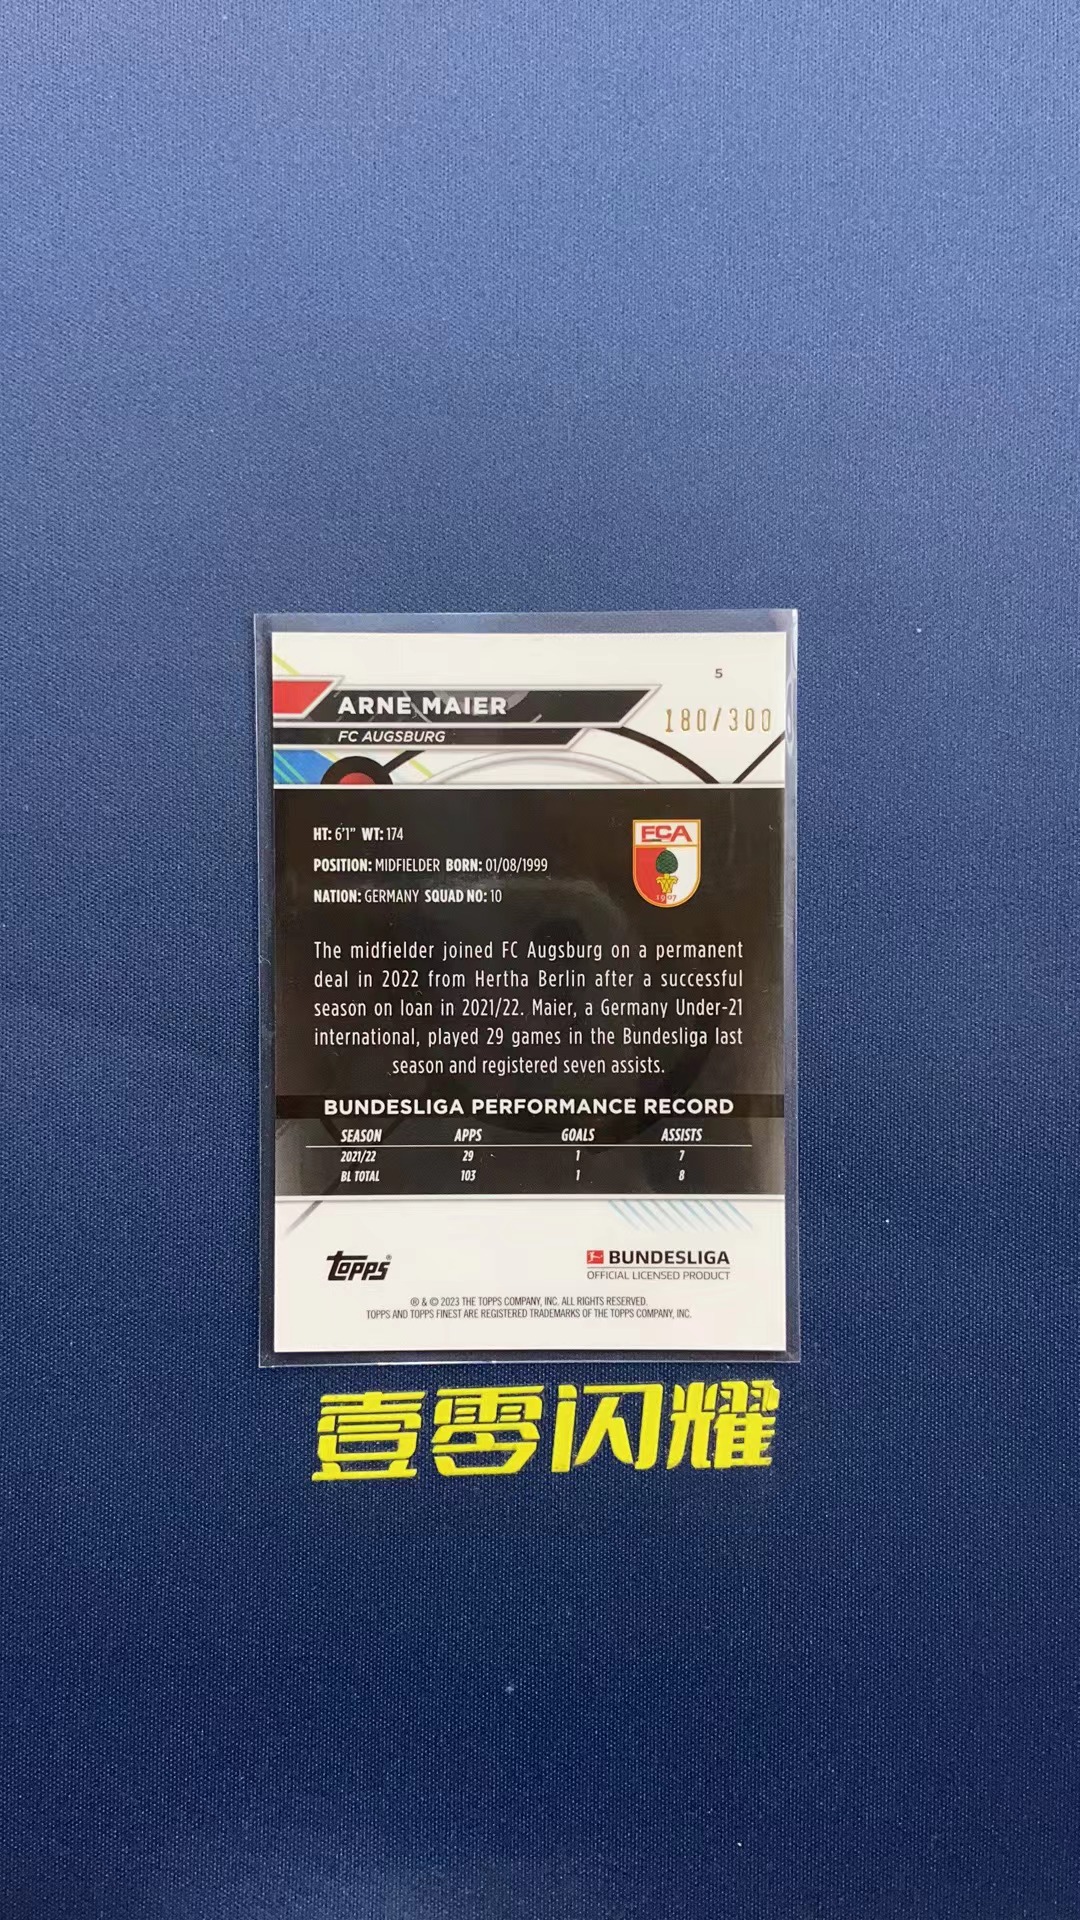 5
ARNE MAIER
180/300
FC AUGSBURG
HT: 6'1" WT: 174
FCA
POSITION: MIDFIELDER BORN: 01/08/1999
NATION: GERMANY SQUAD NO: 10
1907
The midfielder joined FC Augsburg on a permanent
deal in 2022 from Hertha Berlin after a successful
season on loan in 2021/22. Maier, a Germany Under-21
international, played 29 games in the Bundesliga last
season and registered seven assists.
BUNDESLIGA PERFORMANCE RECORD
SEASON APPS GOALS ASSISTS
2021/22 29 1 7
BL TOTAL 103 1 8
topps®
BUNDESLIGA
OFFICIAL LICENSED PRODUCT
® & © 2023 THE TOPPS COMPANY, INC. ALL RIGHTS RESERVED.
TOPPS AND TOPPS FINEST ARE REGISTERED TRADEMARKS OF THE TOPPS COMPANY, INC.
壹零闪耀